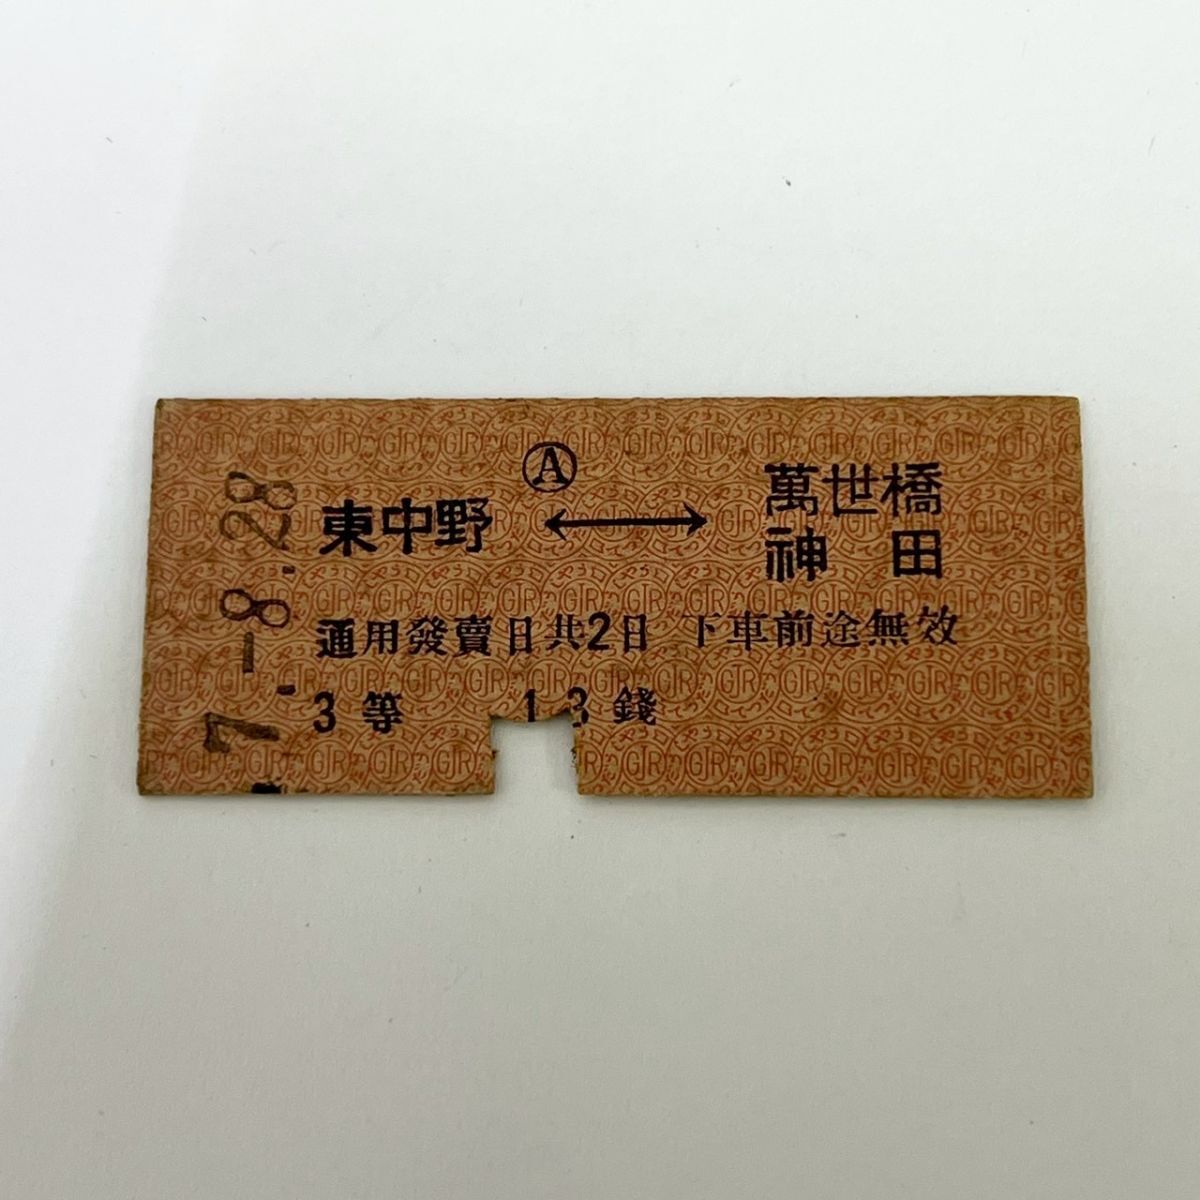 Ⓐ
東中野 ←→ 萬世橋
神田
通用發賣日共2日 下車前途無效
3等 13錢
7.-8.28